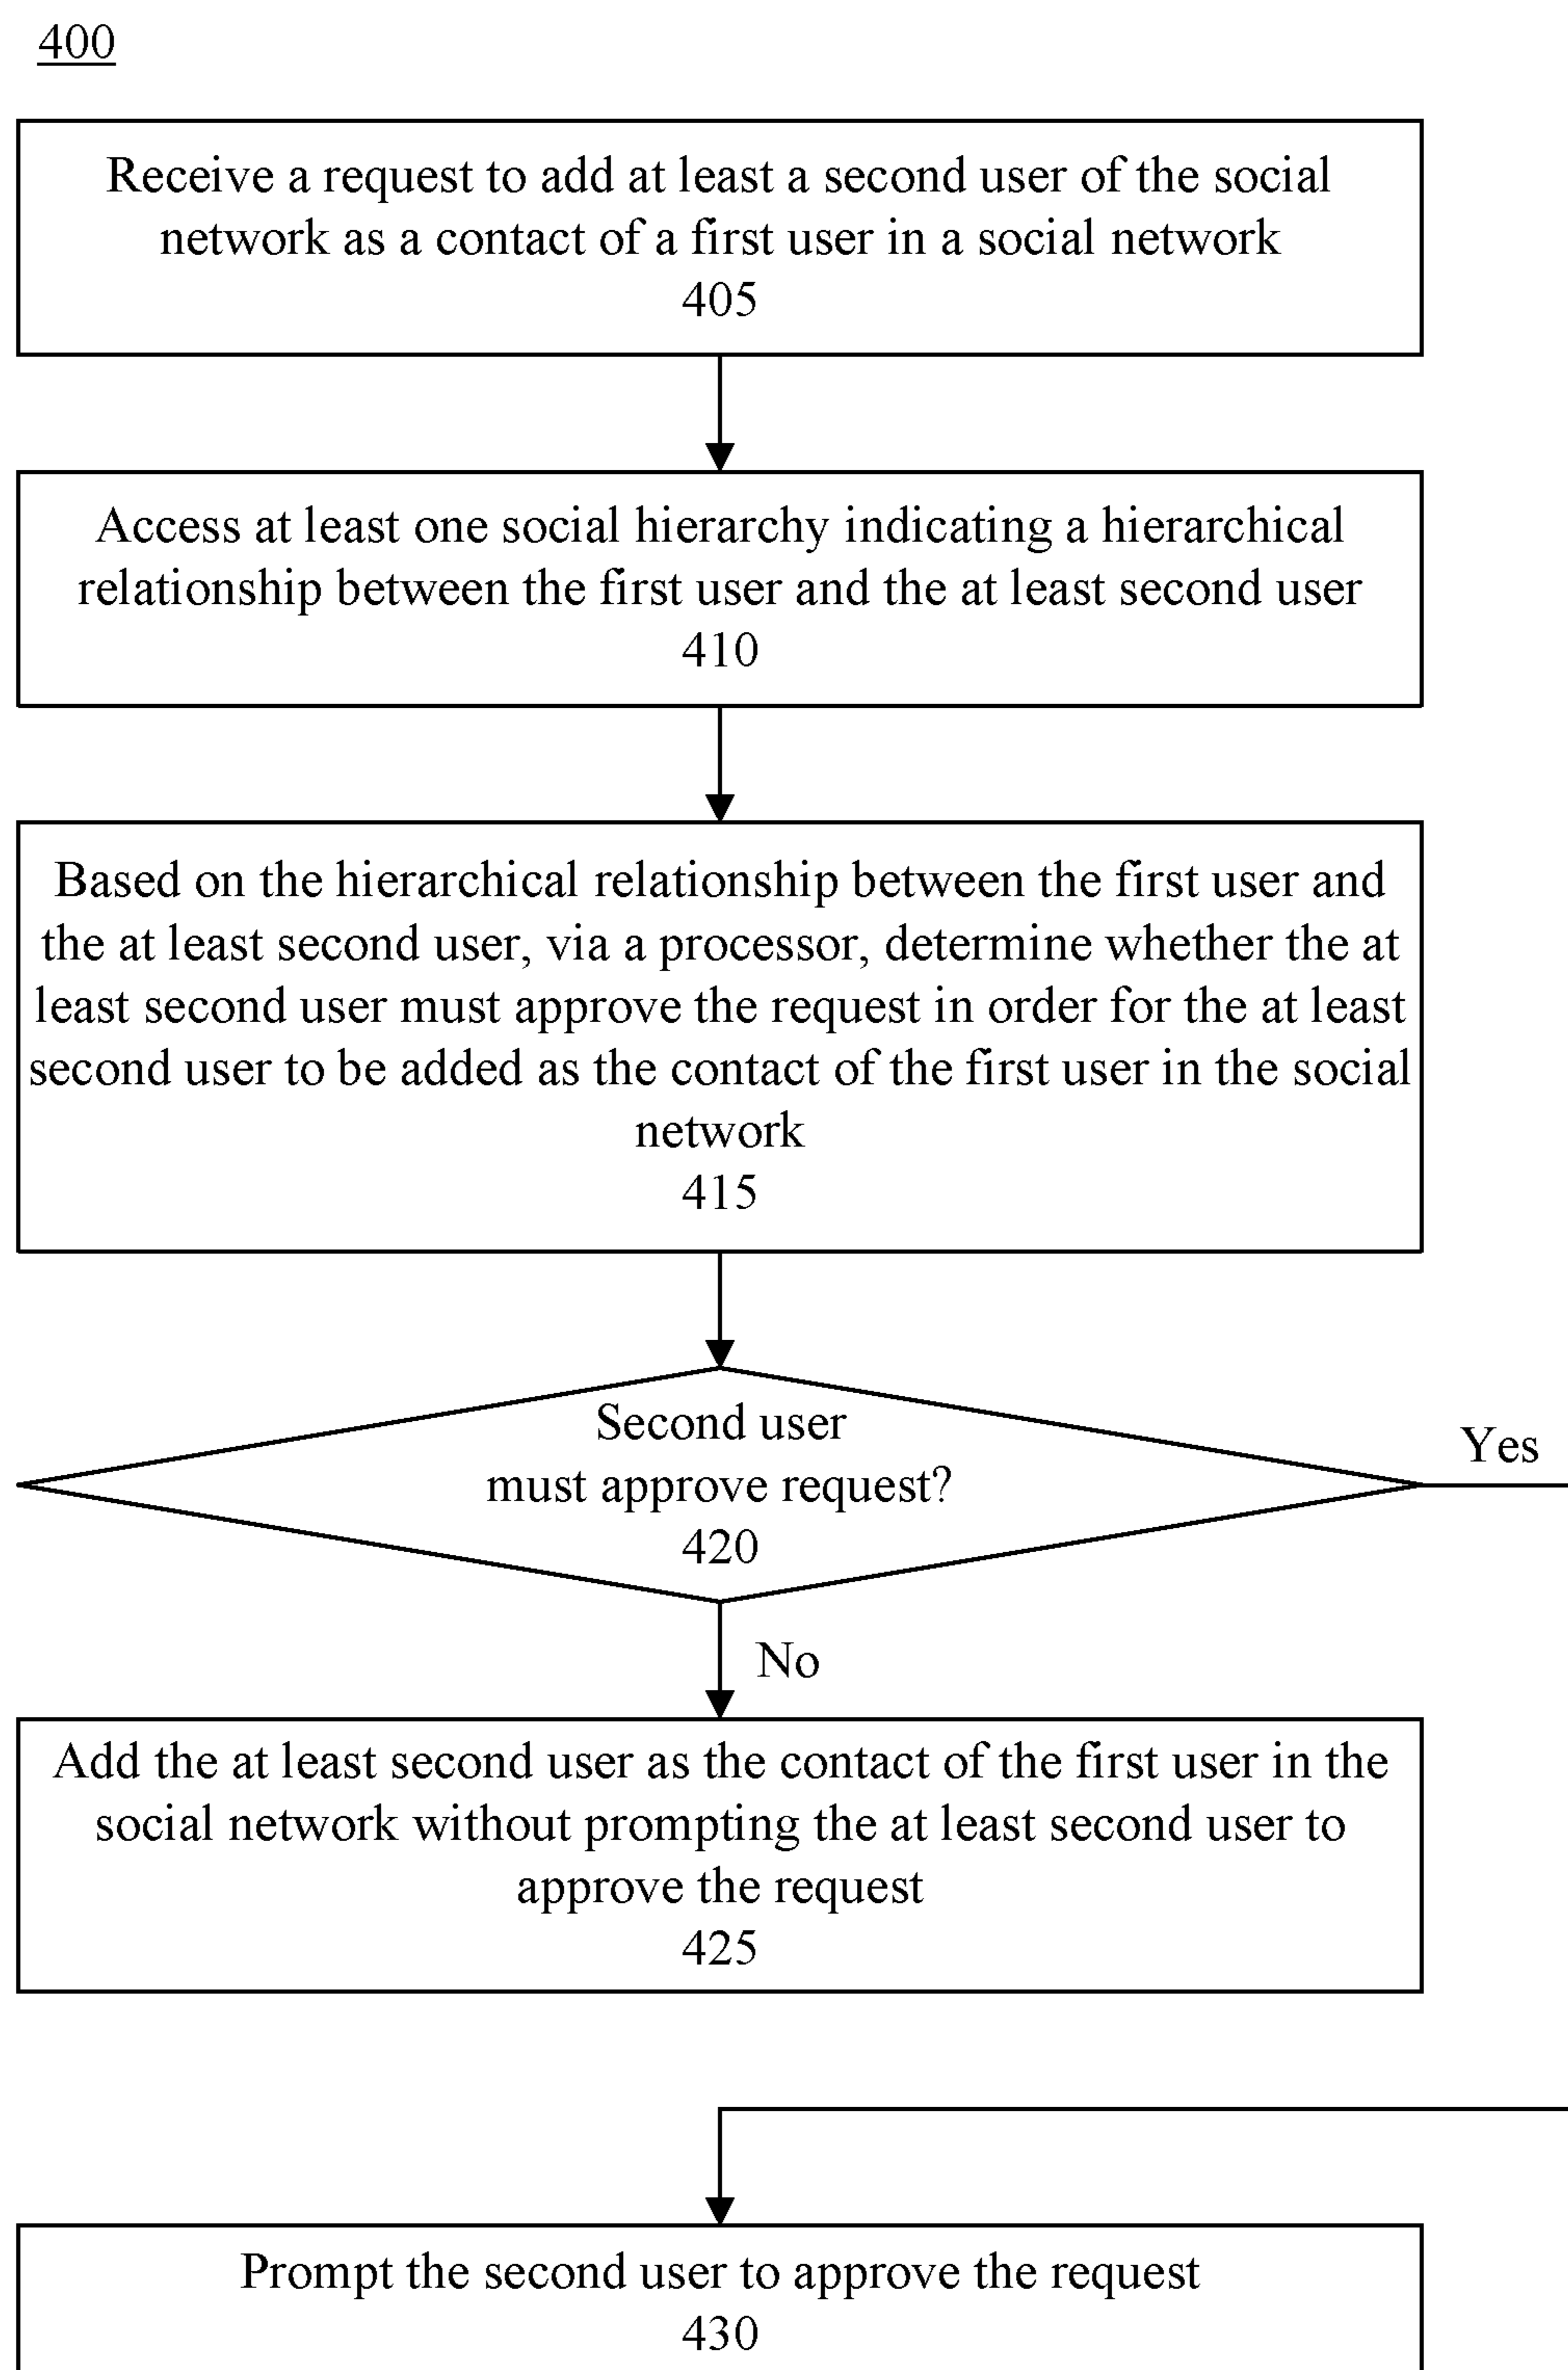 400
Receive a request to add at least a second user of the social
network as a contact of a first user in a social network
405
Access at least one social hierarchy indicating a hierarchical
relationship between the first user and the at least second user
410
Based on the hierarchical relationship between the first user and
the at least second user, via a processor, determine whether the at
least second user must approve the request in order for the at least
second user to be added as the contact of the first user in the social
network
415
Second user
must approve request?
420
Yes
No
Add the at least second user as the contact of the first user in the
social network without prompting the at least second user to
approve the request
425
Prompt the second user to approve the request
430